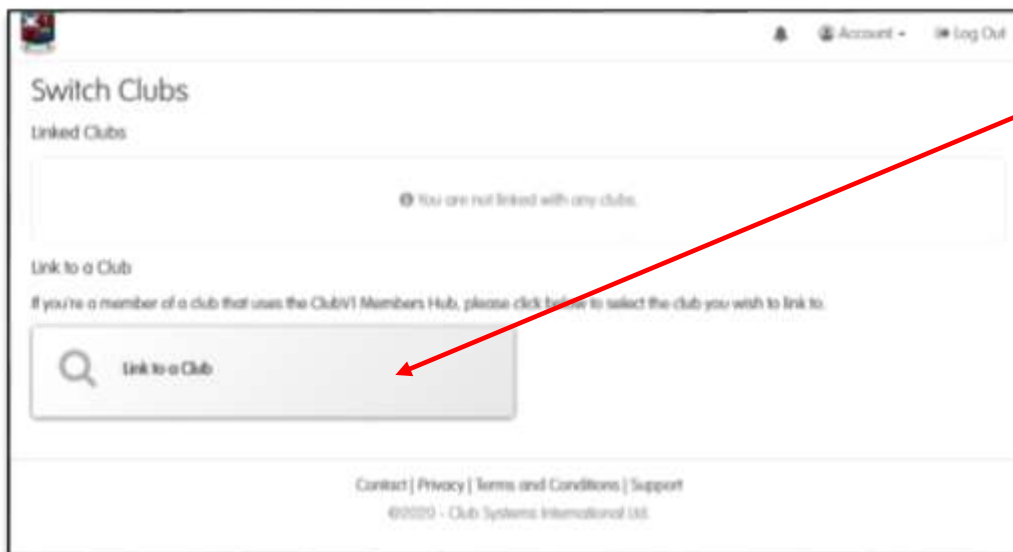 Account
Log Out
Switch Clubs
Linked Clubs
You are not linked with any clubs.
Link to a Club
If you're a member of a club that uses the ClubV1 Members Hub, please click below to select the club you wish to link to.
Link to a Club
Contact | Privacy | Terms and Conditions | Support
©2020 - Club Systems International Ltd.